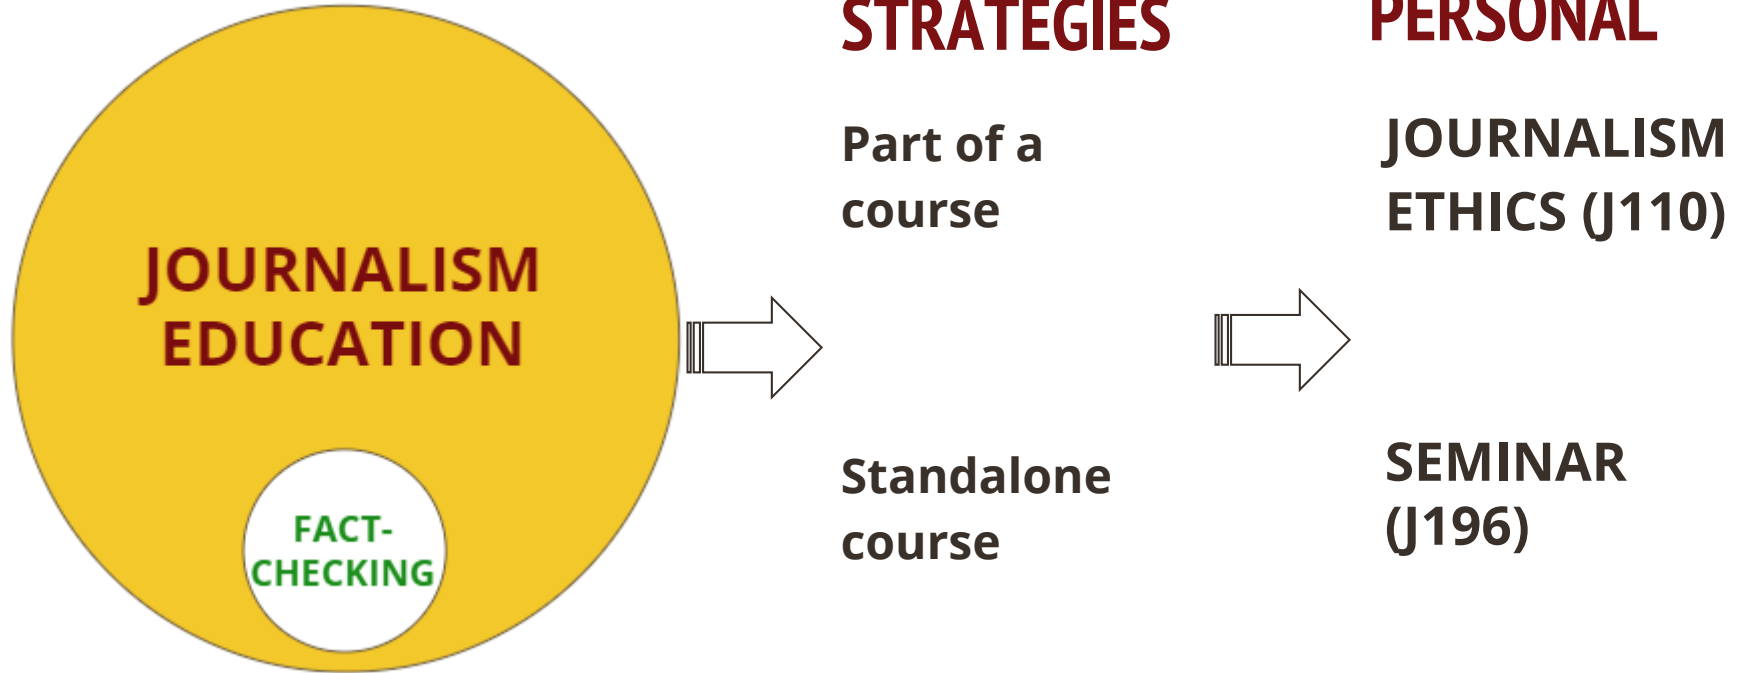 JOURNALISM
EDUCATION
FACT-
CHECKING
STRATEGIES
Part of a
course
Standalone
course
PERSONAL
JOURNALISM
ETHICS (J110)
SEMINAR
(J196)